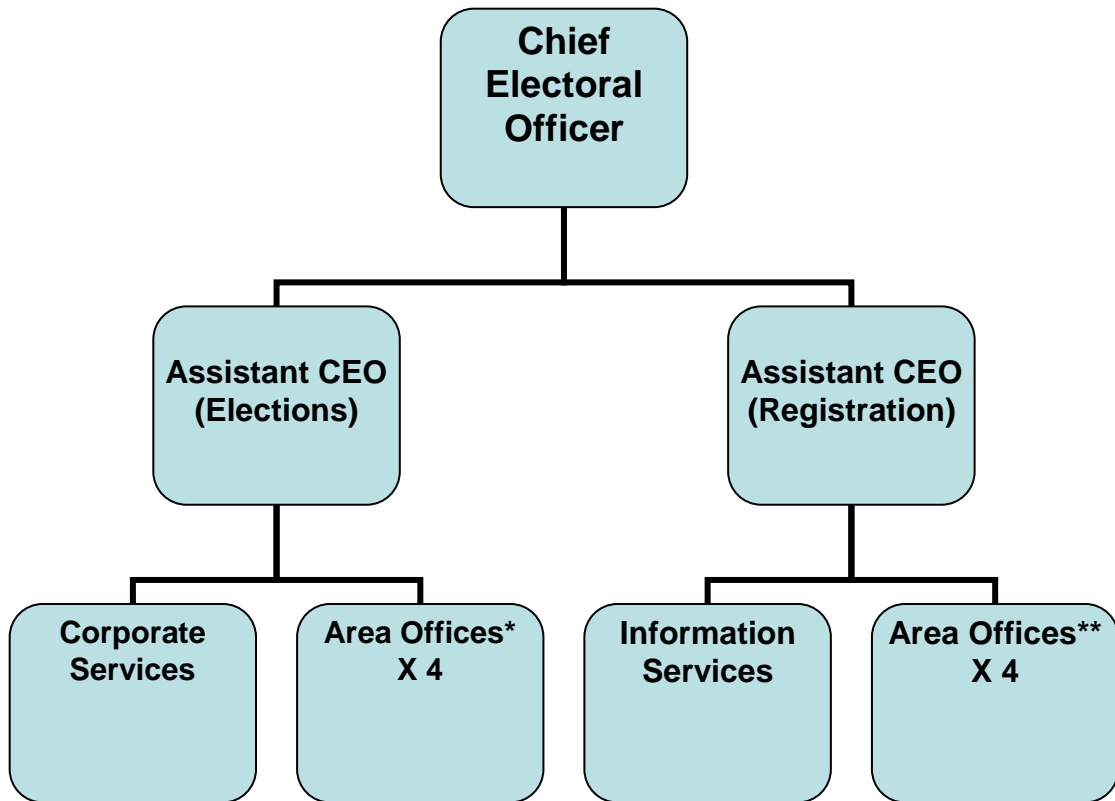 Chief
Electoral
Officer
Assistant CEO
(Elections)
Assistant CEO
(Registration)
Corporate
Services
Area Offices*
X 4
Information
Services
Area Offices**
X 4